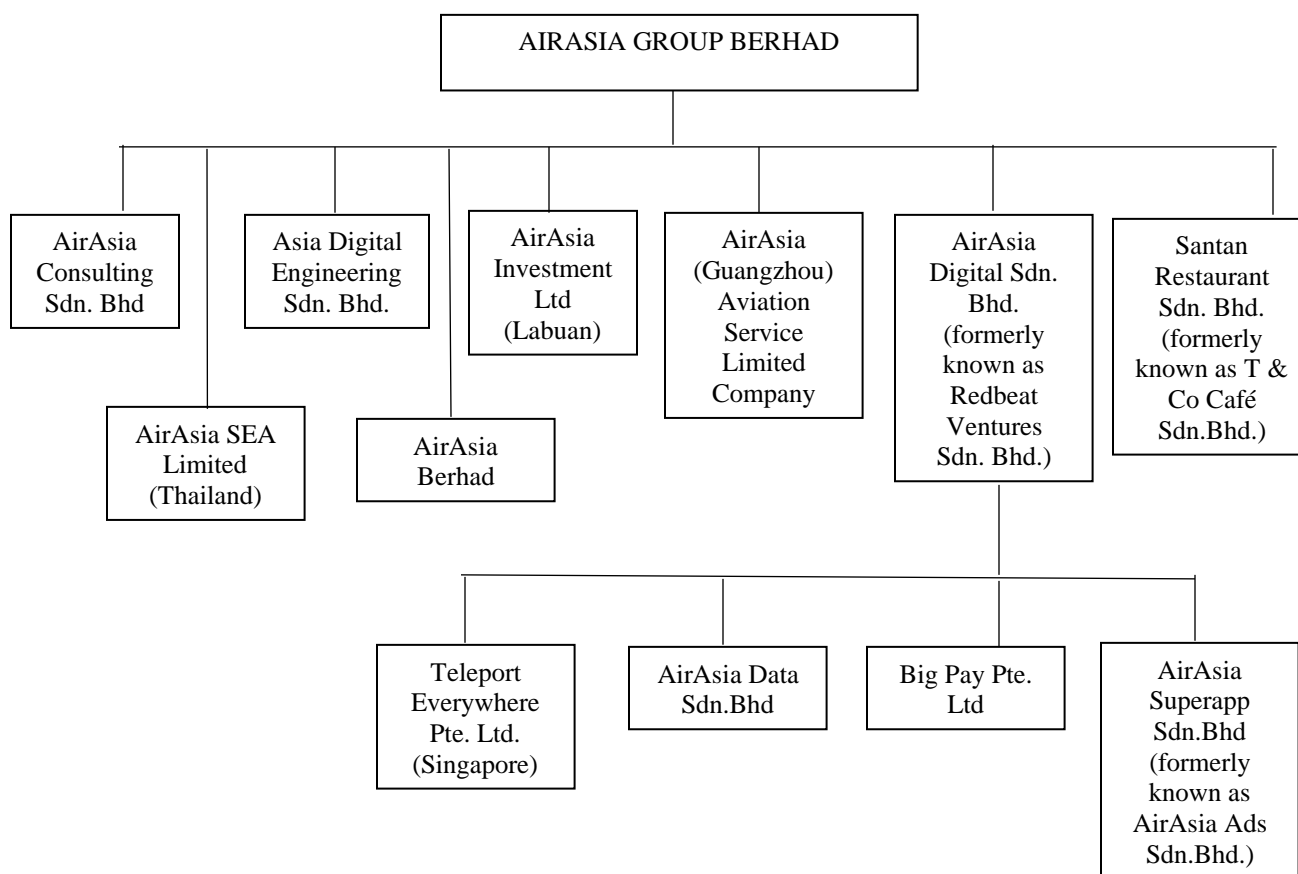 AIRASIA GROUP BERHAD
AirAsia
Consulting
Sdn. Bhd
Asia Digital
Engineering
Sdn. Bhd.
AirAsia
Investment
Ltd
(Labuan)
AirAsia
(Guangzhou)
Aviation
Service
Limited
Company
AirAsia
Digital Sdn.
Bhd.
(formerly
known as
Redbeat
Ventures
Sdn. Bhd.)
Santan
Restaurant
Sdn. Bhd.
(formerly
known as T &
Co Café
Sdn.Bhd.)
AirAsia SEA
Limited
(Thailand)
AirAsia
Berhad
Teleport
Everywhere
Pte. Ltd.
(Singapore)
AirAsia Data
Sdn.Bhd
Big Pay Pte.
Ltd
AirAsia
Superapp
Sdn.Bhd
(formerly
known as
AirAsia Ads
Sdn.Bhd.)